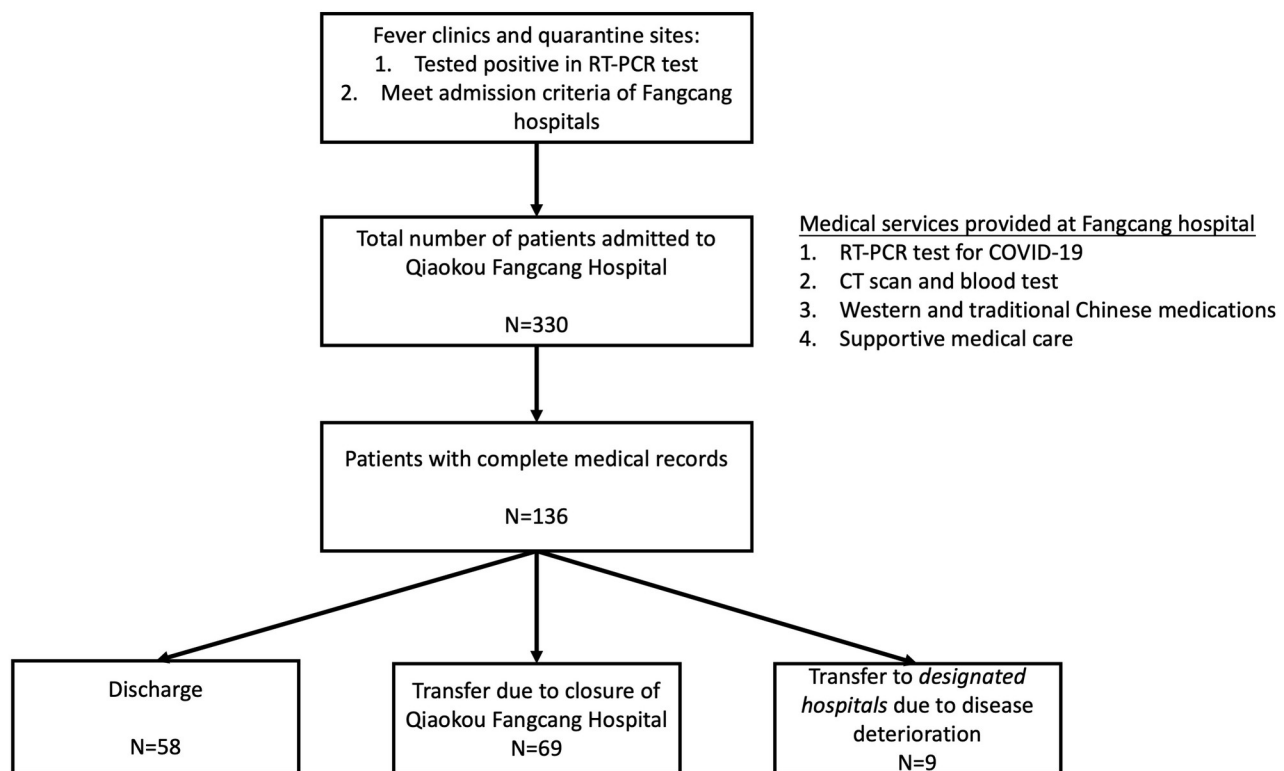 Fever clinics and quarantine sites:
1. Tested positive in RT-PCR test
2. Meet admission criteria of Fangcang
hospitals
Total number of patients admitted to
Qiaokou Fangcang Hospital
N=330
Medical services provided at Fangcang hospital
1. RT-PCR test for COVID-19
2. CT scan and blood test
3. Western and traditional Chinese medications
4. Supportive medical care
Patients with complete medical records
N=136
Discharge
N=58
Transfer due to closure of
Qiaokou Fangcang Hospital
N=69
Transfer to designated
hospitals due to disease
deterioration
N=9